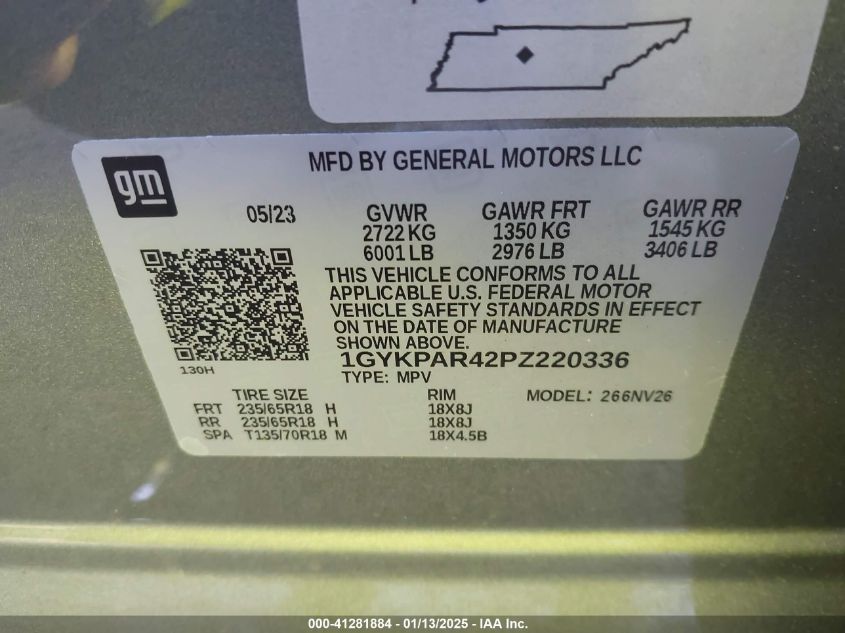 gm
MFD BY GENERAL MOTORS LLC
05/23 GVWR GAWR FRT GAWR RR
2722 KG 1350 KG 1545 KG
6001 LB 2976 LB 3406 LB
THIS VEHICLE CONFORMS TO ALL
APPLICABLE U.S. FEDERAL MOTOR
VEHICLE SAFETY STANDARDS IN EFFECT
ON THE DATE OF MANUFACTURE
SHOWN ABOVE.
130H
1GYKPAR42PZ220336
TYPE: MPV
TIRE SIZE RIM MODEL: 266NV26
FRT 235/65R18 H 18X8J
RR 235/65R18 H 18X8J
SPA T135/70R18 M 18X4.5B
000-41281884 - 01/13/2025 - IAA Inc.